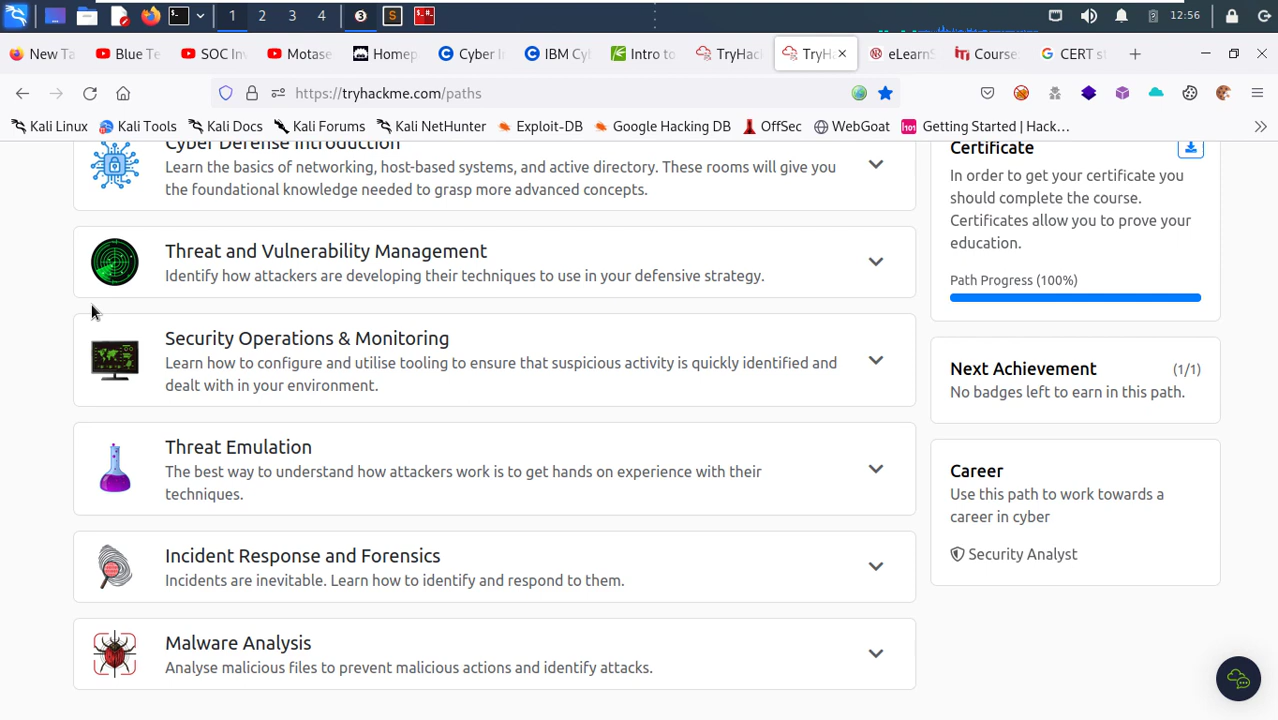 1 2 3 4 3 S 12:56
New Ta Blue Te SOC Inv Motase Homep Cyber I IBM Cy Intro to TryHac TryHa eLearnS Course CERT s
https://tryhackme.com/paths
Kali Linux Kali Tools Kali Docs Kali Forums Kali NetHunter Exploit-DB Google Hacking DB OffSec WebGoat 101 Getting Started | Hack…
Cyber Defense Introduction
Learn the basics of networking, host-based systems, and active directory. These rooms will give you
the foundational knowledge needed to grasp more advanced concepts.
Threat and Vulnerability Management
Identify how attackers are developing their techniques to use in your defensive strategy.
Security Operations & Monitoring
Learn how to configure and utilise tooling to ensure that suspicious activity is quickly identified and
dealt with in your environment.
Threat Emulation
The best way to understand how attackers work is to get hands on experience with their
techniques.
Incident Response and Forensics
Incidents are inevitable. Learn how to identify and respond to them.
Malware Analysis
Analyse malicious files to prevent malicious actions and identify attacks.
Certificate
In order to get your certificate you
should complete the course.
Certificates allow you to prove your
education.
Path Progress (100%)
Next Achievement (1/1)
No badges left to earn in this path.
Career
Use this path to work towards a
career in cyber
Security Analyst